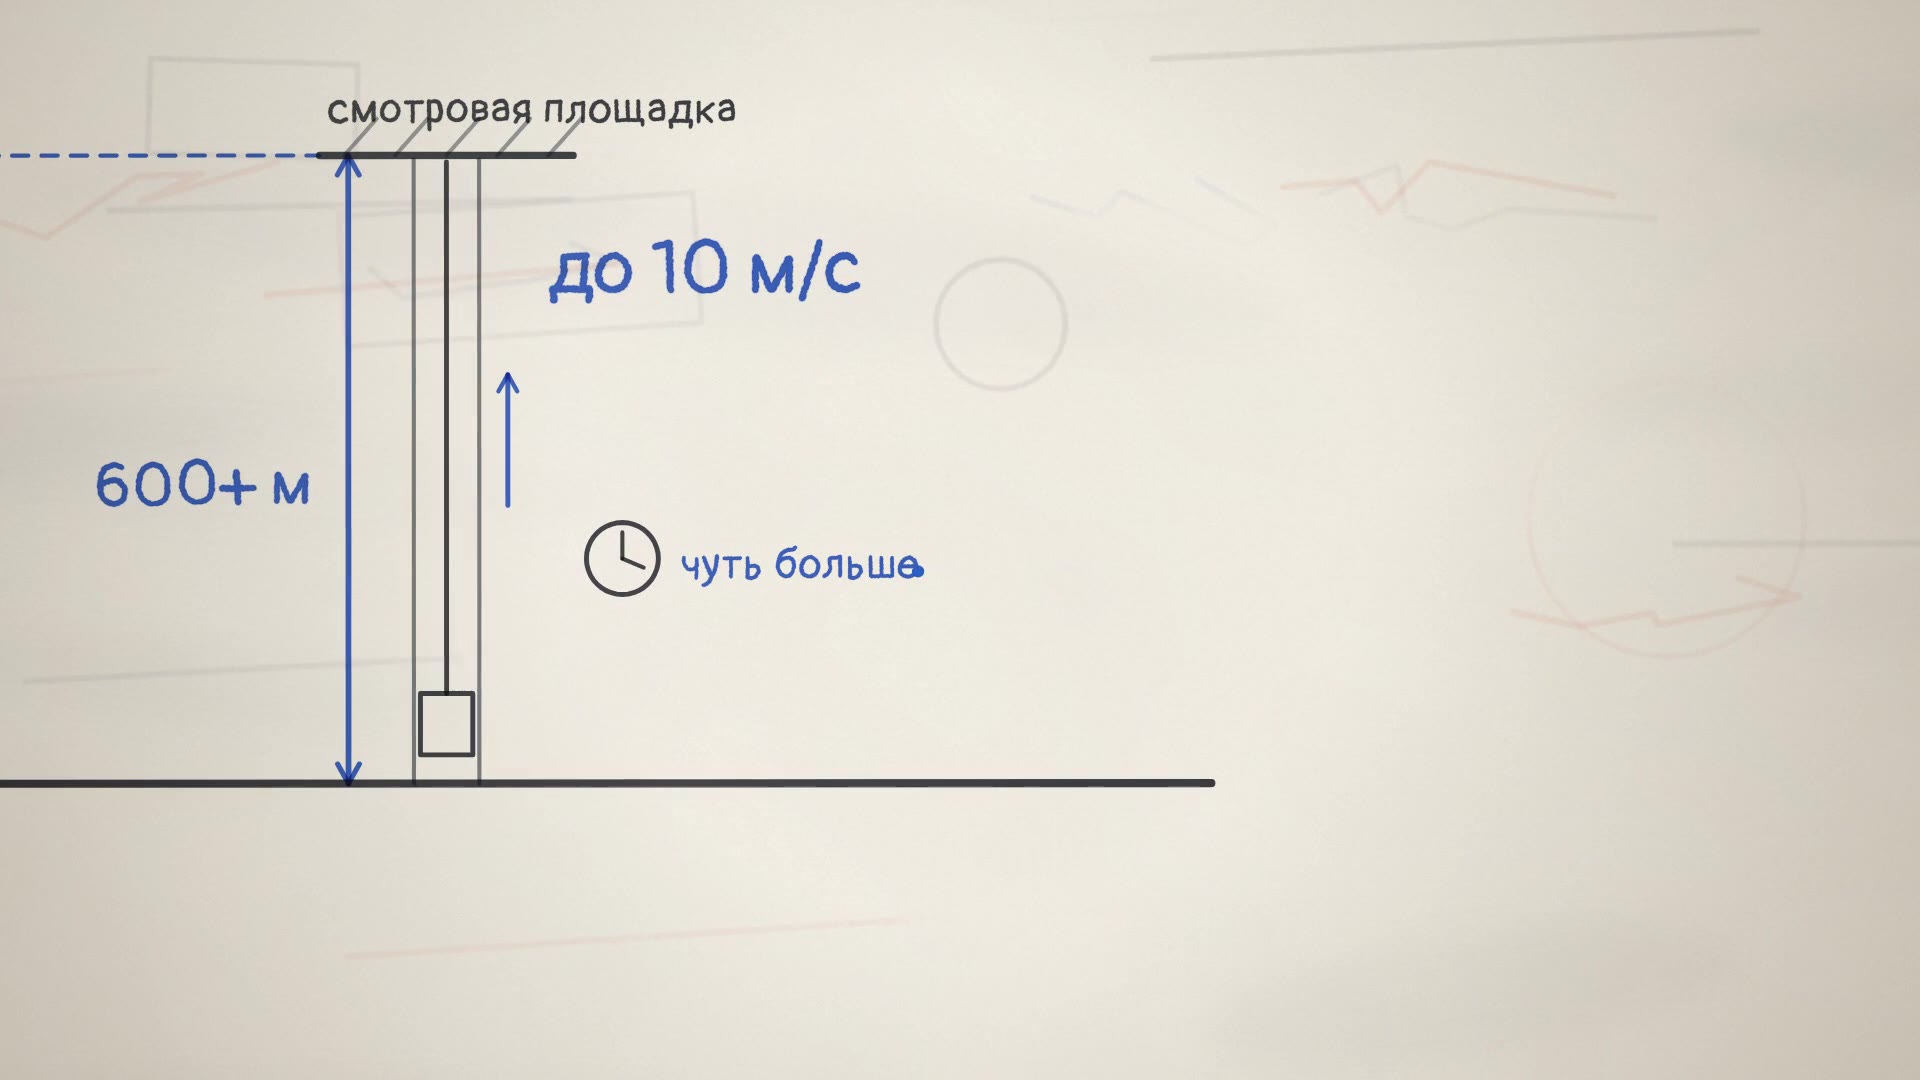 смотровая площадка
до 10 м/с
600+ м
чуть больше